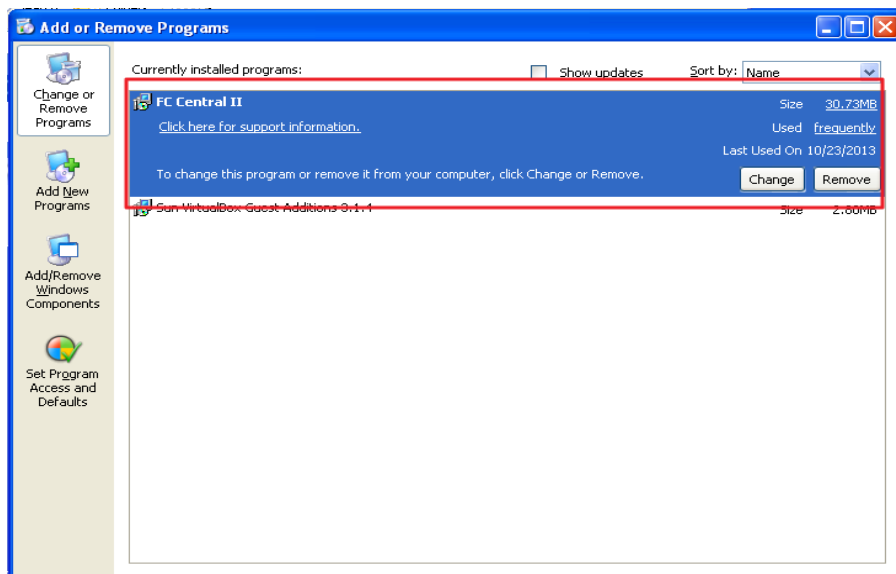 Add or Remove Programs
Change or
Remove
Programs
Add New
Programs
Add/Remove
Windows
Components
Set Program
Access and
Defaults
Currently installed programs:
Show updates
Sort by: Name
FC Central II
Size 30.73MB
Click here for support information.
Used frequently
Last Used On 10/23/2013
To change this program or remove it from your computer, click Change or Remove.
Change Remove
Sun VirtualBox Guest Additions 3.1.4
Size 2.80MB